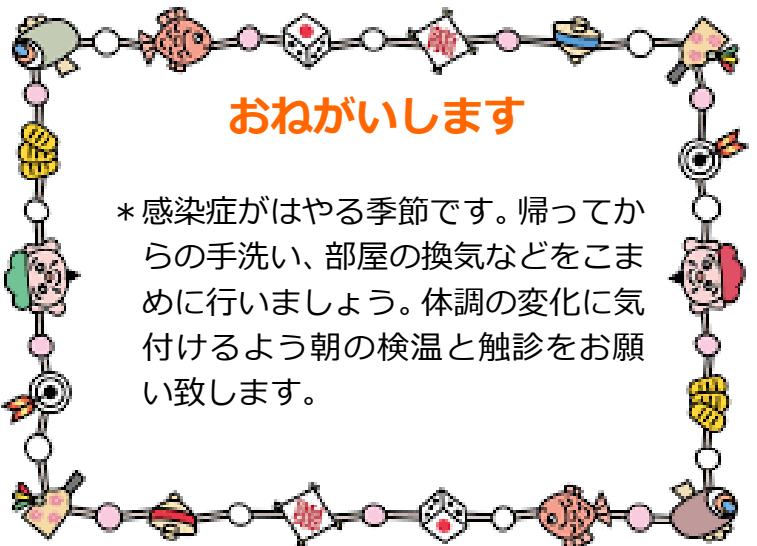 おねがいします
＊感染症がはやる季節です。帰ってか
らの手洗い、部屋の換気などをこま
めに行いましょう。体調の変化に気
付けるよう朝の検温と触診をお願
い致します。